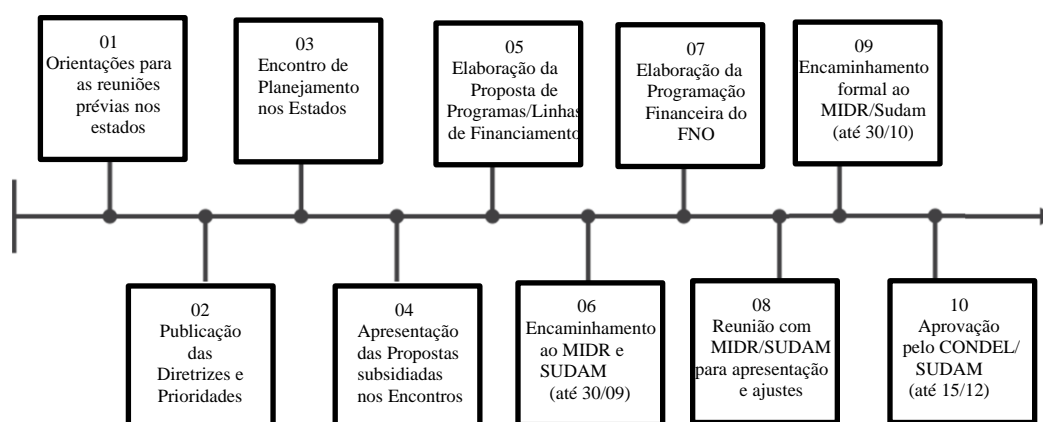 01
Orientações para
as reuniões
prévias nos
estados
02
Publicação
das
Diretrizes e
Prioridades
03
Encontro de
Planejamento
nos Estados
04
Apresentação
das Propostas
subsidiadas
nos Encontros
05
Elaboração da
Proposta de
Programas/Linhas
de Financiamento
06
Encaminhamento
ao MIDR e
SUDAM
(até 30/09)
07
Elaboração da
Programação
Financeira do
FNO
08
Reunião com
MIDR/SUDAM
para apresentação
e ajustes
09
Encaminhamento
formal ao
MIDR/Sudam
(até 30/10)
10
Aprovação
pelo CONDEL/
SUDAM
(até 15/12)